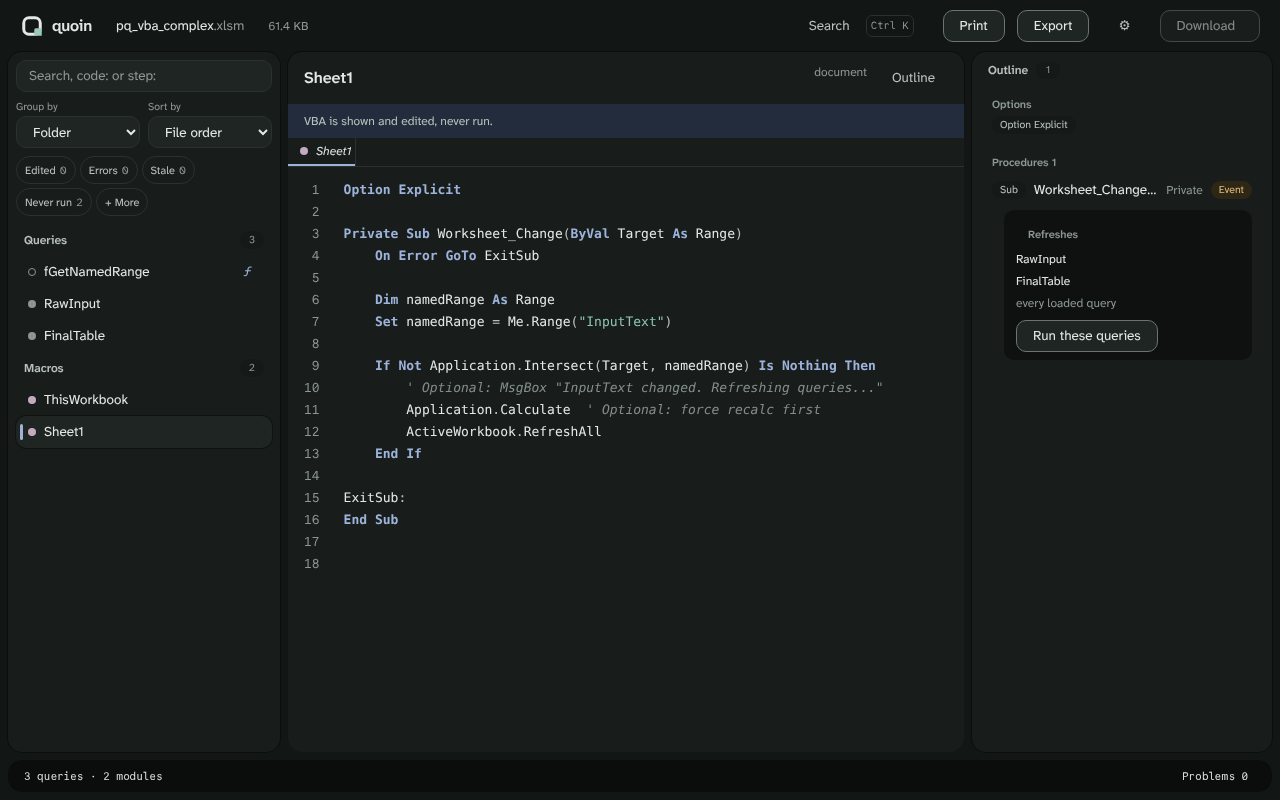 quoin
pq_vba_complex.xlsm
61.4 KB
Search
Ctrl K
Print
Export
⚙
Download
Search, code: or step:
Group by
Sort by
Folder
File order
Edited 0
Errors 0
Stale 0
Never run 2
+ More
Queries 3
fGetNamedRange ƒ
RawInput
FinalTable
Macros 2
ThisWorkbook
Sheet1
Sheet1
document
Outline
VBA is shown and edited, never run.
Sheet1
1 Option Explicit
2
3 Private Sub Worksheet_Change(ByVal Target As Range)
4     On Error GoTo ExitSub
5
6     Dim namedRange As Range
7     Set namedRange = Me.Range("InputText")
8
9     If Not Application.Intersect(Target, namedRange) Is Nothing Then
10         ' Optional: MsgBox "InputText changed. Refreshing queries..."
11         Application.Calculate  ' Optional: force recalc first
12         ActiveWorkbook.RefreshAll
13     End If
14
15 ExitSub:
16 End Sub
17
18
Outline 1
Options
Option Explicit
Procedures 1
Sub Worksheet_Change... Private Event
Refreshes
RawInput
FinalTable
every loaded query
Run these queries
3 queries · 2 modules
Problems 0